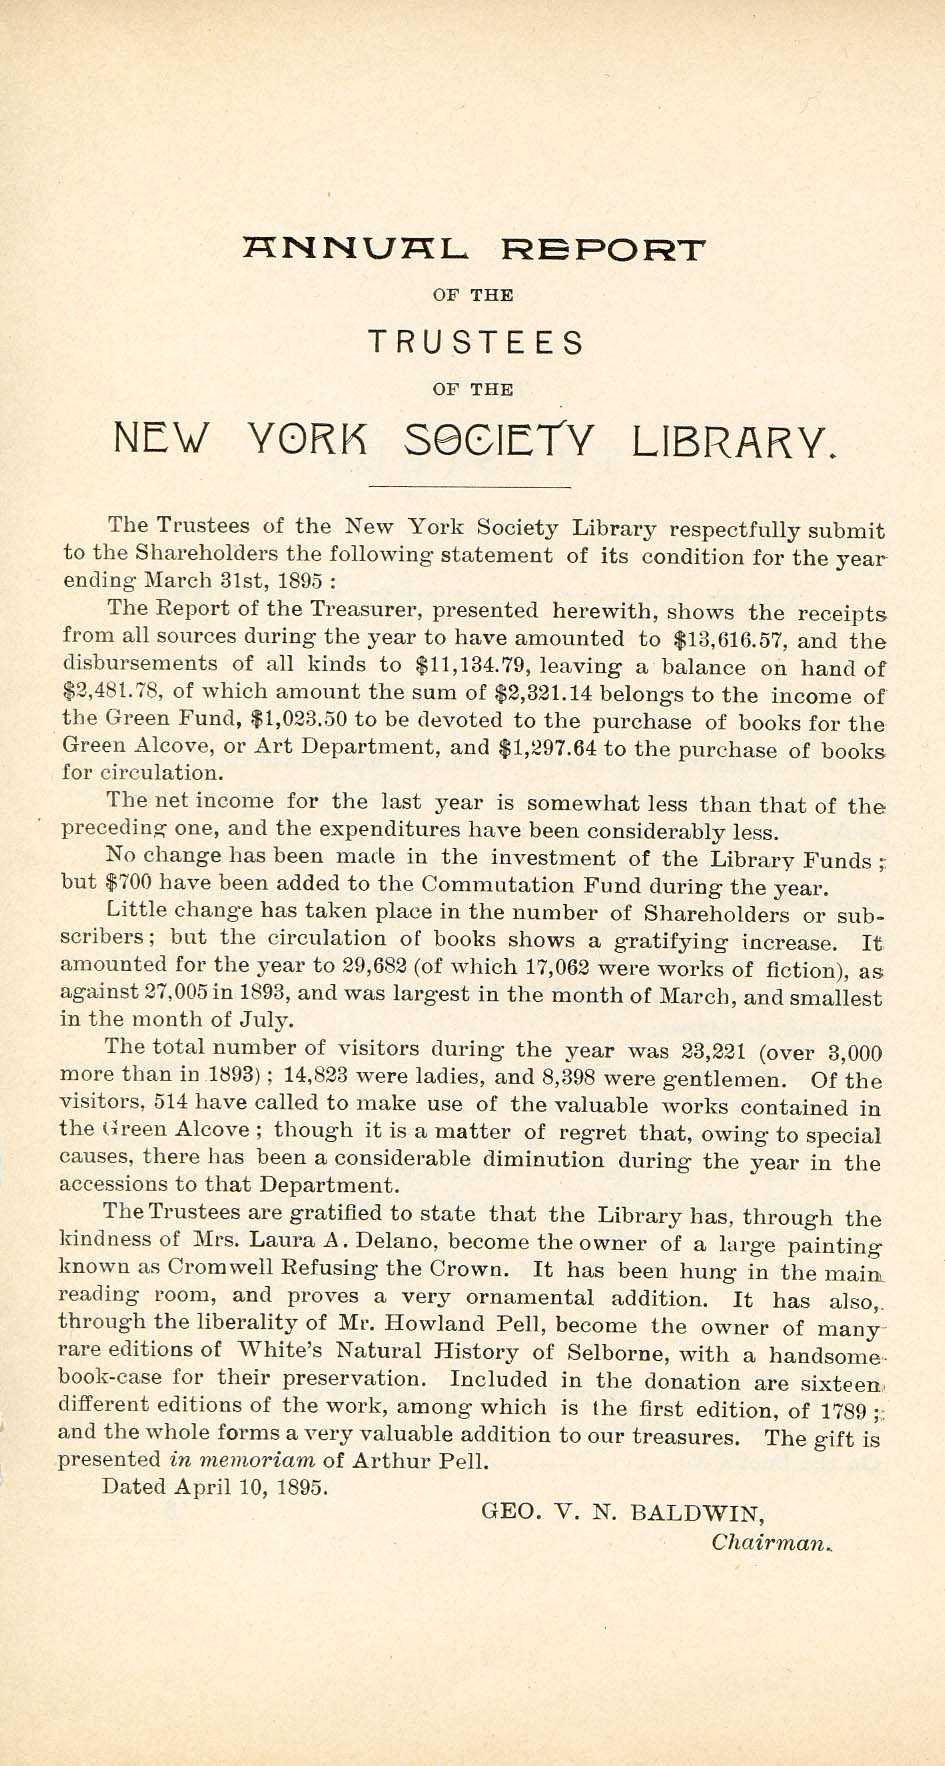 ANNUAL REPORT
OF THE
TRUSTEES
OF THE
NEW YORK SOCIETY LIBRARY.
The Trustees of the New York Society Library respectfully submit
to the Shareholders the following statement of its condition for the year
ending March 31st, 1895 :
The Report of the Treasurer, presented herewith, shows the receipts
from all sources during the year to have amounted to $13,616.57, and the
disbursements of all kinds to $11,134.79, leaving a balance on hand of
$2,481.78, of which amount the sum of $2,321.14 belongs to the income of
the Green Fund, $1,023.50 to be devoted to the purchase of books for the
Green Alcove, or Art Department, and $1,297.64 to the purchase of books
for circulation.
The net income for the last year is somewhat less than that of the
preceding one, and the expenditures have been considerably less.
No change has been made in the investment of the Library Funds ;
but $700 have been added to the Commutation Fund during the year.
Little change has taken place in the number of Shareholders or sub-
scribers ; but the circulation of books shows a gratifying increase. It
amounted for the year to 29,682 (of which 17,062 were works of fiction), as
against 27,005 in 1893, and was largest in the month of March, and smallest
in the month of July.
The total number of visitors during the year was 23,221 (over 3,000
more than in 1893) ; 14,823 were ladies, and 8,398 were gentlemen. Of the
visitors, 514 have called to make use of the valuable works contained in
the Green Alcove ; though it is a matter of regret that, owing to special
causes, there has been a considerable diminution during the year in the
accessions to that Department.
The Trustees are gratified to state that the Library has, through the
kindness of Mrs. Laura A. Delano, become the owner of a large painting
known as Cromwell Refusing the Crown. It has been hung in the main
reading room, and proves a very ornamental addition. It has also,
through the liberality of Mr. Howland Pell, become the owner of many
rare editions of White's Natural History of Selborne, with a handsome
book-case for their preservation. Included in the donation are sixteen
different editions of the work, among which is the first edition, of 1789 ;
and the whole forms a very valuable addition to our treasures. The gift is
presented in memoriam of Arthur Pell.
Dated April 10, 1895.
GEO. V. N. BALDWIN,
Chairman.